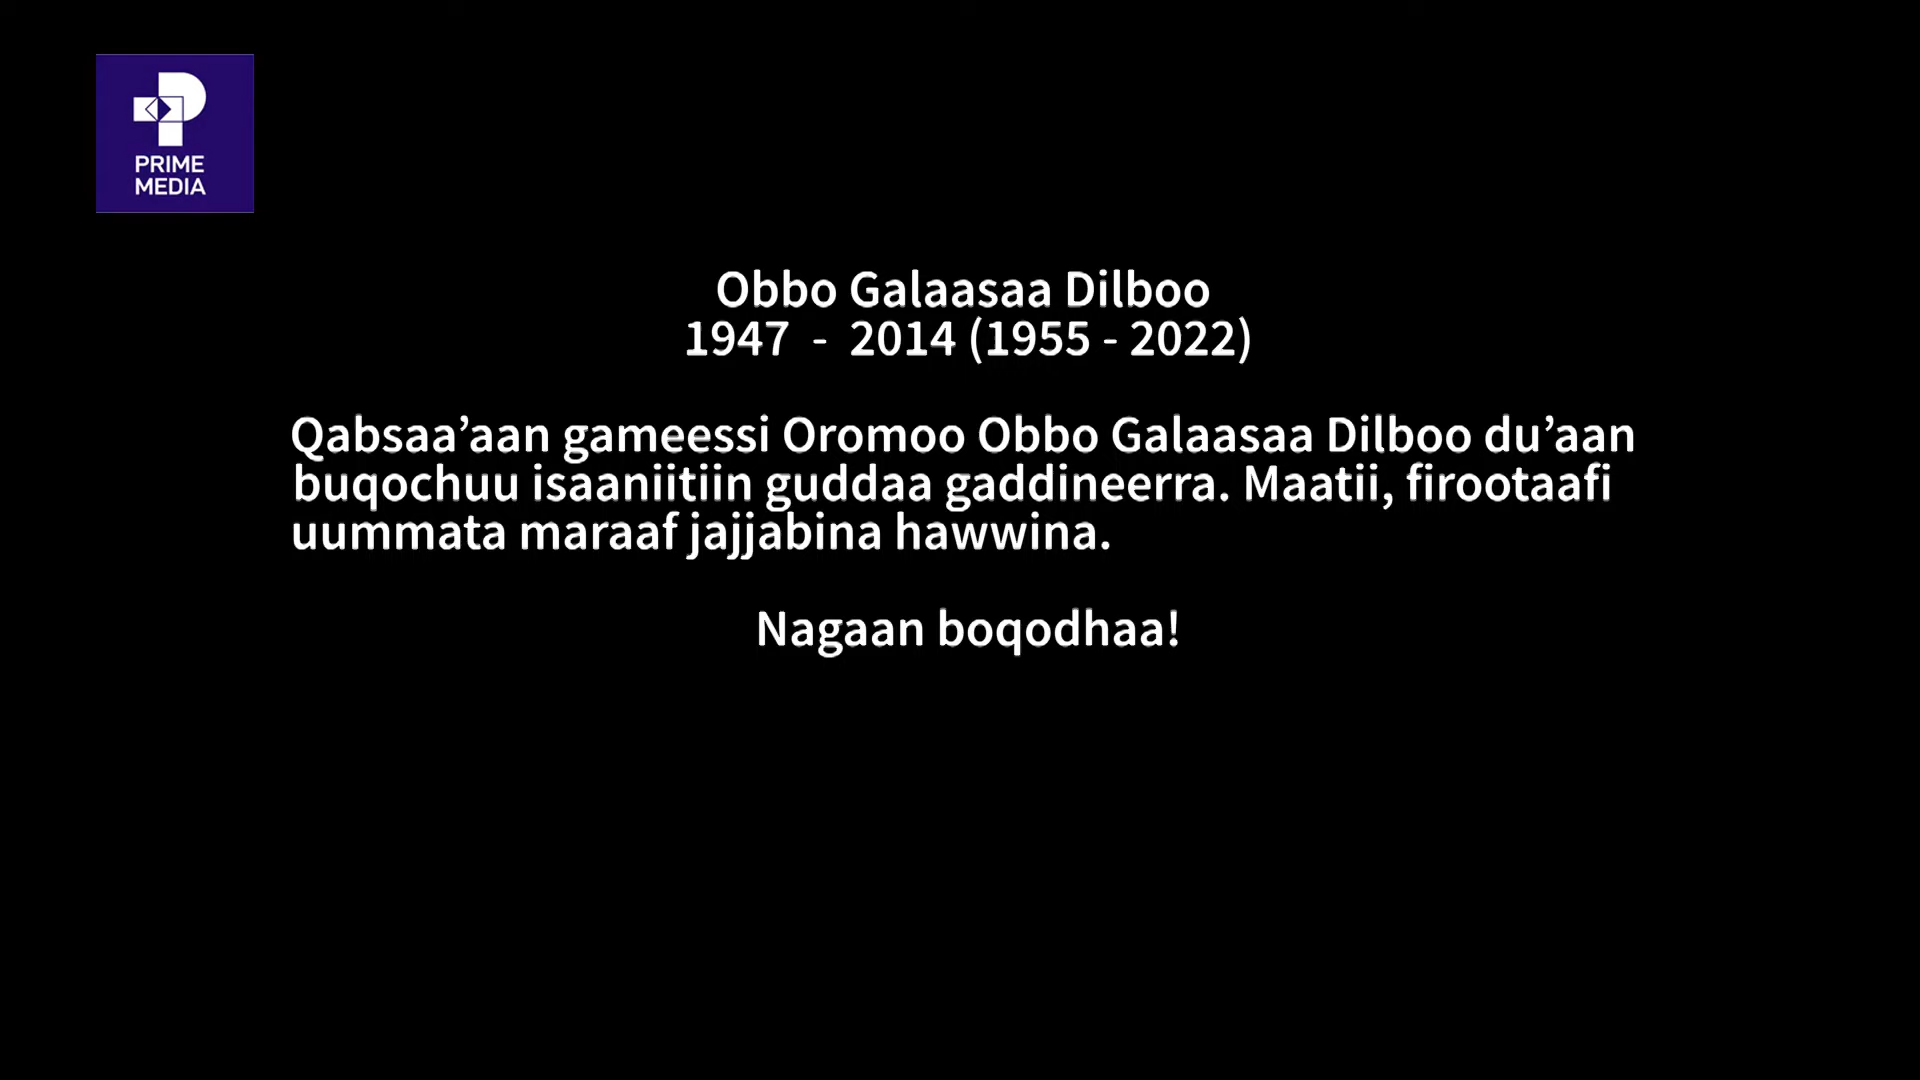 PRIME
MEDIA
Obbo Galaasaa Dilboo
1947 - 2014 (1955 - 2022)
Qabsaa’aan gameessi Oromoo Obbo Galaasaa Dilboo du’aan
buqochuu isaaniitiin guddaa gaddineerra. Maatii, firootaafi
uummata maraaf jajjabina hawwina.
Nagaan boqodhaa!